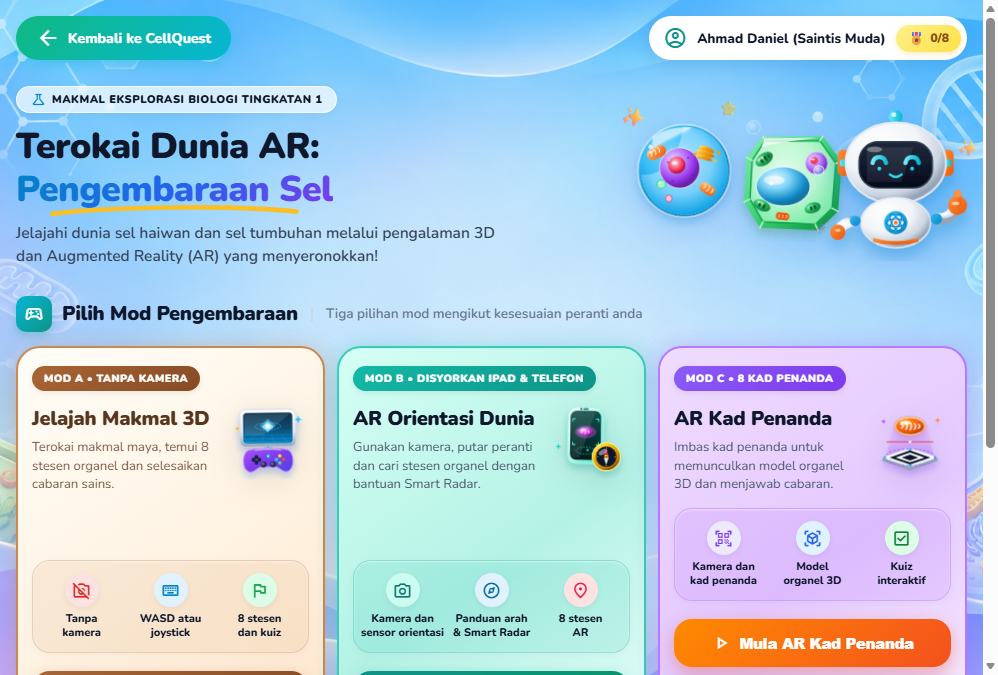 Kembali ke CellQuest
Ahmad Daniel (Saintis Muda)
0/8
MAKMAL EKSPLORASI BIOLOGI TINGKATAN 1
Terokai Dunia AR:
Pengembaraan Sel
Jelajahi dunia sel haiwan dan sel tumbuhan melalui pengalaman 3D
dan Augmented Reality (AR) yang menyeronokkan!
Pilih Mod Pengembaraan
Tiga pilihan mod mengikut kesesuaian peranti anda
MOD A • TANPA KAMERA
Jelajah Makmal 3D
Terokai makmal maya, temui 8
stesen organel dan selesaikan
cabaran sains.
Tanpa
kamera
WASD atau
joystick
8 stesen
dan kuiz
MOD B • DISYORKAN IPAD & TELEFON
AR Orientasi Dunia
Gunakan kamera, putar peranti
dan cari stesen organel dengan
bantuan Smart Radar.
Kamera dan
sensor orientasi
Panduan arah
& Smart Radar
8 stesen
AR
MOD C • 8 KAD PENANDA
AR Kad Penanda
Imbas kad penanda untuk
memunculkan model organel
3D dan menjawab cabaran.
Kamera dan
kad penanda
Model
organel 3D
Kuiz
interaktif
Mula AR Kad Penanda